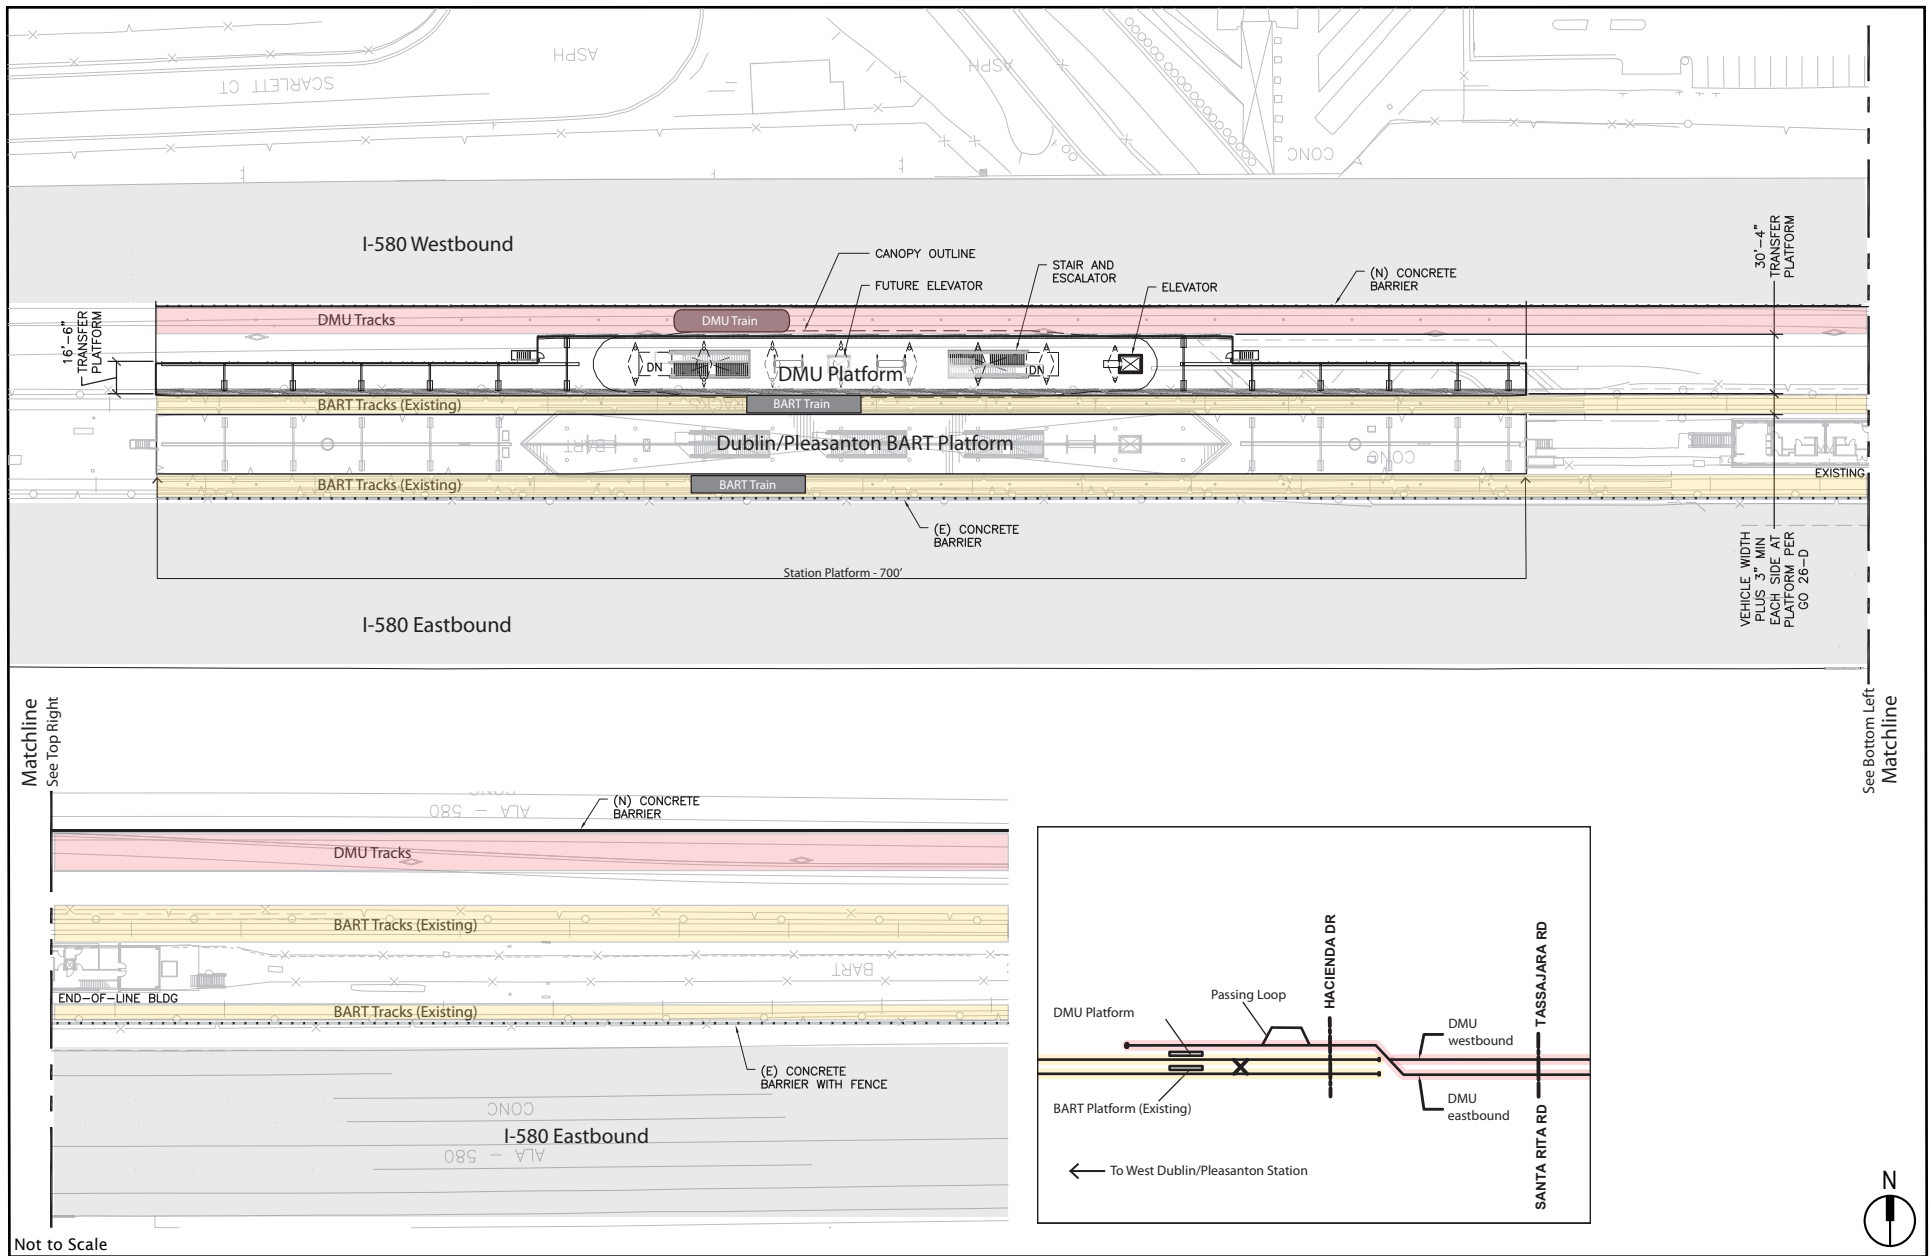 SCARLETT CT
ASPH
ASPH
CONC
I-580 Westbound
CANOPY OUTLINE
FUTURE ELEVATOR
STAIR AND
ESCALATOR
ELEVATOR
(N) CONCRETE
BARRIER
30'-4"
TRANSFER
PLATFORM
16'-6"
TRANSFER
PLATFORM
DMU Tracks
DMU Train
DN
DMU Platform
DN
BART Tracks (Existing)
BART Train
BART
Dublin/Pleasanton BART Platform
CONC
EXISTING
BART Tracks (Existing)
BART Train
(E) CONCRETE
BARRIER
Station Platform - 700'
VEHICLE WIDTH
PLUS 3" MIN
EACH SIDE AT
PLATFORM PER
GO 26-D
I-580 Eastbound
Matchline
See Top Right
See Bottom Left
Matchline
CONC
ALA - 580
(N) CONCRETE
BARRIER
DMU Tracks
BART Tracks (Existing)
BART
END-OF-LINE BLDG
BART Tracks (Existing)
(E) CONCRETE
BARRIER WITH FENCE
CONC
I-580 Eastbound
ALA - 580
HACIENDA DR
TASSAJARA RD
Passing Loop
DMU Platform
DMU
westbound
BART Platform (Existing)
DMU
eastbound
SANTA RITA RD
To West Dublin/Pleasanton Station
N
Not to Scale